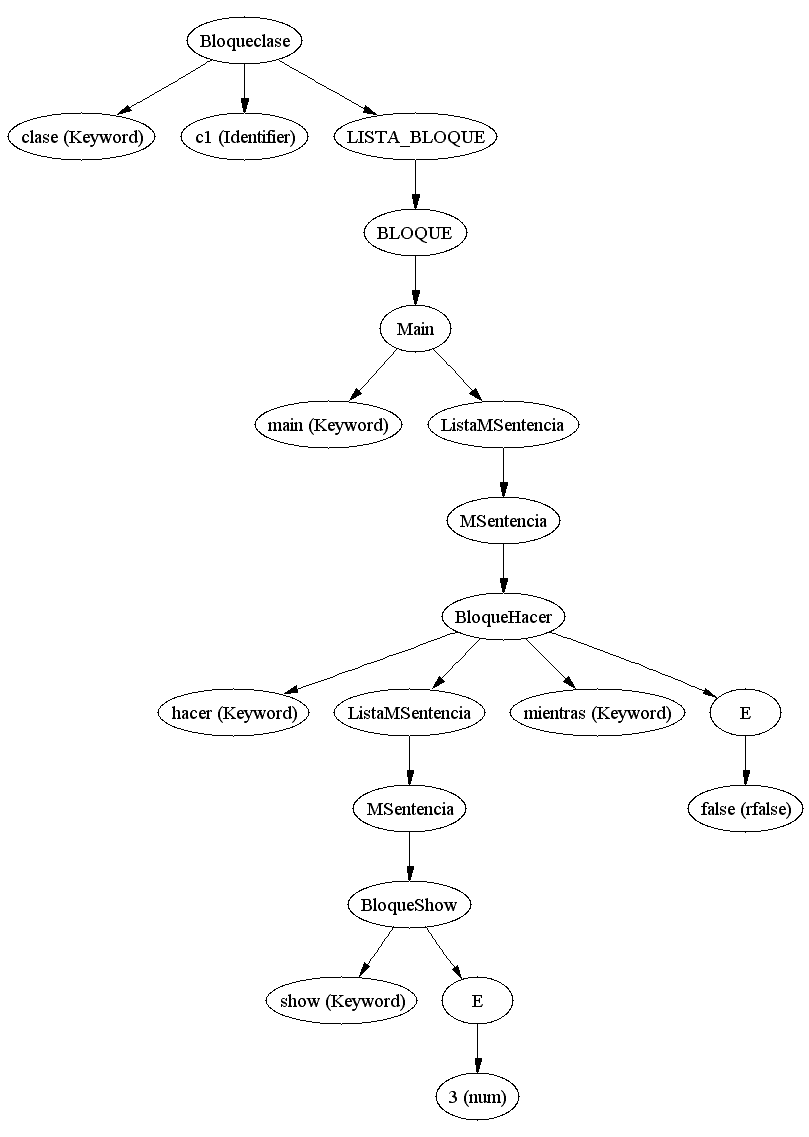 Bloqueclase
clase (Keyword)
c1 (Identifier)
LISTA_BLOQUE
BLOQUE
Main
main (Keyword)
ListaMSentencia
MSentencia
BloqueHacer
hacer (Keyword)
ListaMSentencia
mientras (Keyword)
E
MSentencia
false (rfalse)
BloqueShow
show (Keyword)
E
3 (num)